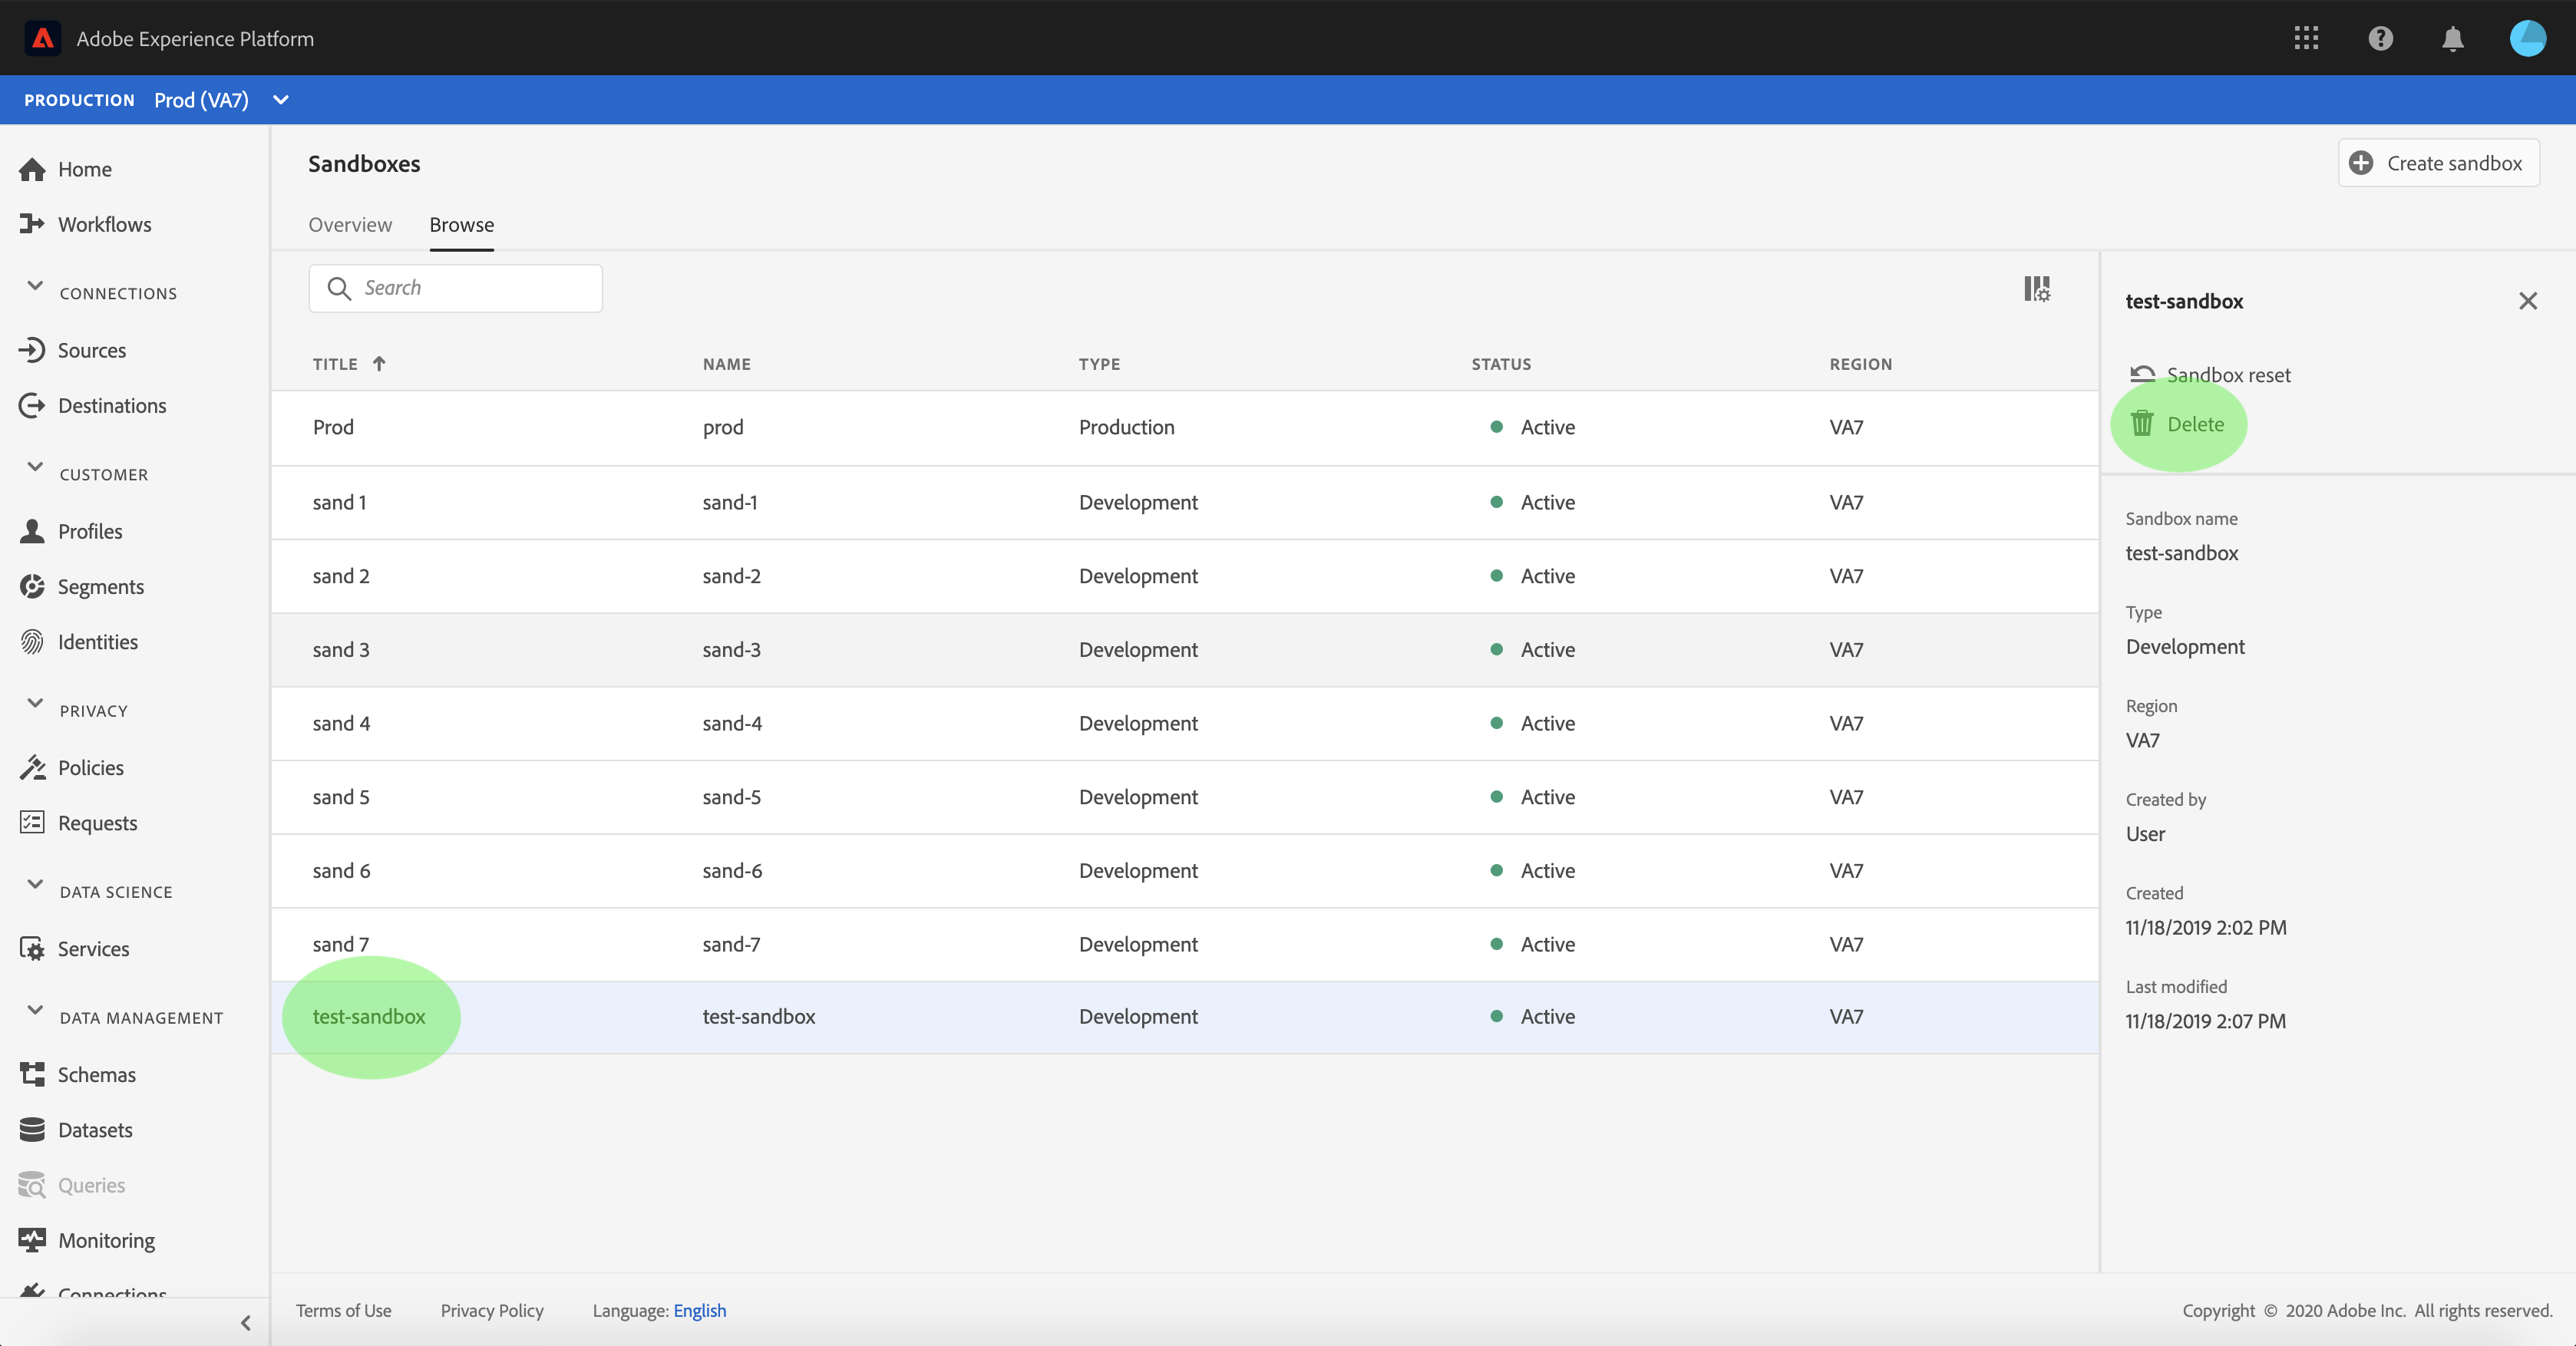 Adobe Experience Platform
PRODUCTION Prod (VA7)
Home
Workflows
CONNECTIONS
Sources
Destinations
CUSTOMER
Profiles
Segments
Identities
PRIVACY
Policies
Requests
DATA SCIENCE
Services
DATA MANAGEMENT
Schemas
Datasets
Queries
Monitoring
Connections
Sandboxes
Create sandbox
Overview Browse
Search
TITLE NAME TYPE STATUS REGION
Prod prod Production Active VA7
sand 1 sand-1 Development Active VA7
sand 2 sand-2 Development Active VA7
sand 3 sand-3 Development Active VA7
sand 4 sand-4 Development Active VA7
sand 5 sand-5 Development Active VA7
sand 6 sand-6 Development Active VA7
sand 7 sand-7 Development Active VA7
test-sandbox test-sandbox Development Active VA7
test-sandbox
Sandbox reset
Delete
Sandbox name
test-sandbox
Type
Development
Region
VA7
Created by
User
Created
11/18/2019 2:02 PM
Last modified
11/18/2019 2:07 PM
Terms of Use Privacy Policy Language: English Copyright © 2020 Adobe Inc. All rights reserved.